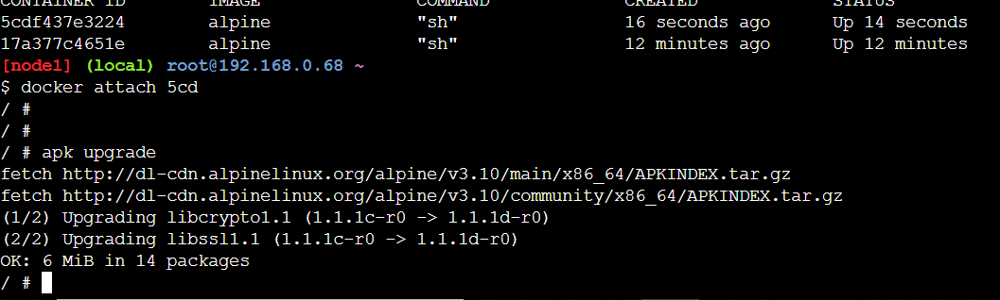 CONTAINER ID IMAGE COMMAND CREATED STATUS
5cdf437e3224 alpine "sh" 16 seconds ago Up 14 seconds
17a377c4651e alpine "sh" 12 minutes ago Up 12 minutes
[node1] (local) root@192.168.0.68 ~
$ docker attach 5cd
/ #
/ #
/ # apk upgrade
fetch http://dl-cdn.alpinelinux.org/alpine/v3.10/main/x86_64/APKINDEX.tar.gz
fetch http://dl-cdn.alpinelinux.org/alpine/v3.10/community/x86_64/APKINDEX.tar.gz
(1/2) Upgrading libcrypto1.1 (1.1.1c-r0 -> 1.1.1d-r0)
(2/2) Upgrading libssl1.1 (1.1.1c-r0 -> 1.1.1d-r0)
OK: 6 MiB in 14 packages
/ #